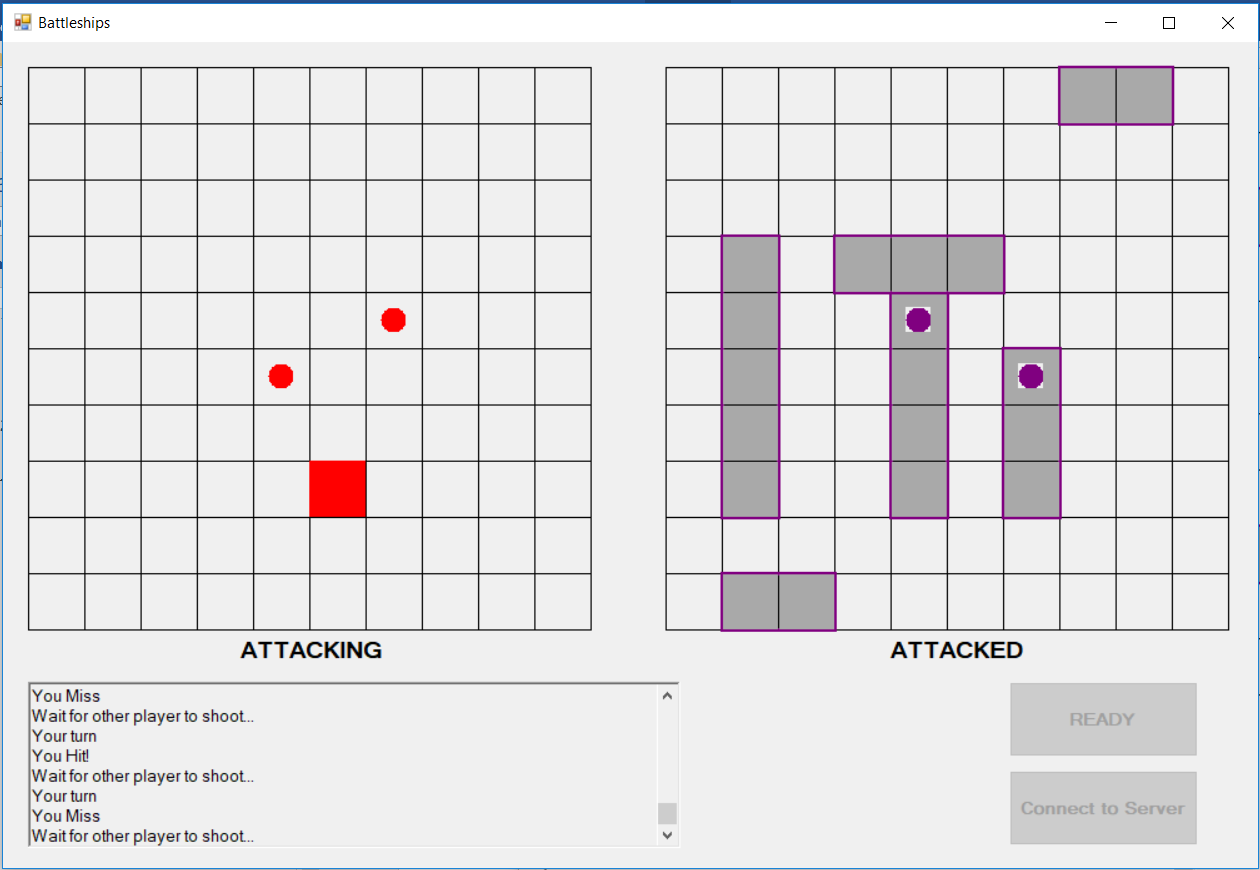 Battleships
ATTACKING
ATTACKED
You Miss
Wait for other player to shoot...
Your turn
You Hit!
Wait for other player to shoot...
Your turn
You Miss
Wait for other player to shoot...
READY
Connect to Server